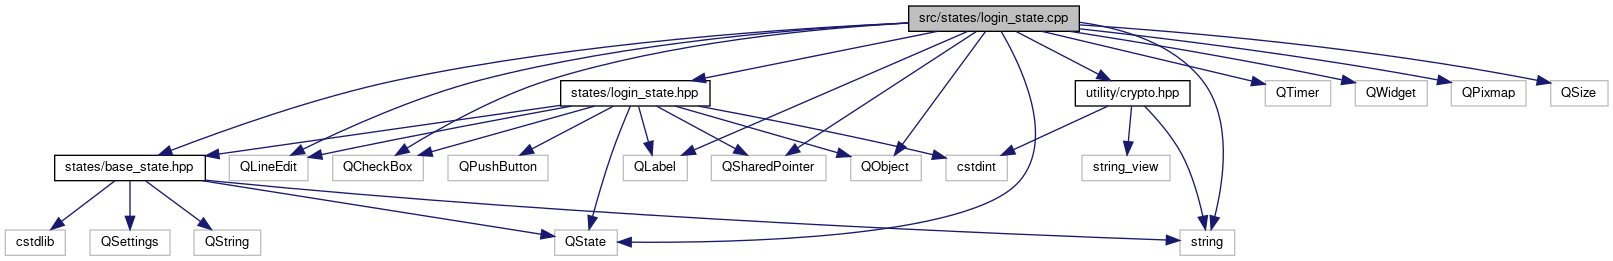 src/states/login_state.cpp
states/login_state.hpp
utility/crypto.hpp
QTimer
QWidget
QPixmap
QSize
states/base_state.hpp
QLineEdit
QCheckBox
QPushButton
QLabel
QSharedPointer
QObject
cstdint
string_view
cstdlib
QSettings
QString
QState
string